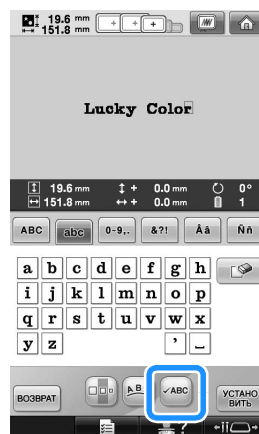 19.6 mm
151.8 mm
Lucky Color
19.6 mm + 0.0 mm 0°
151.8 mm + 0.0 mm 1
ABC abc 0-9,. &?! Ââ Ññ
a b c d e f g h
i j k l m n o p
q r s t u v w x
y z ’
ВОЗВРАТ AB ABC УСТАНО
ВИТЬ
?